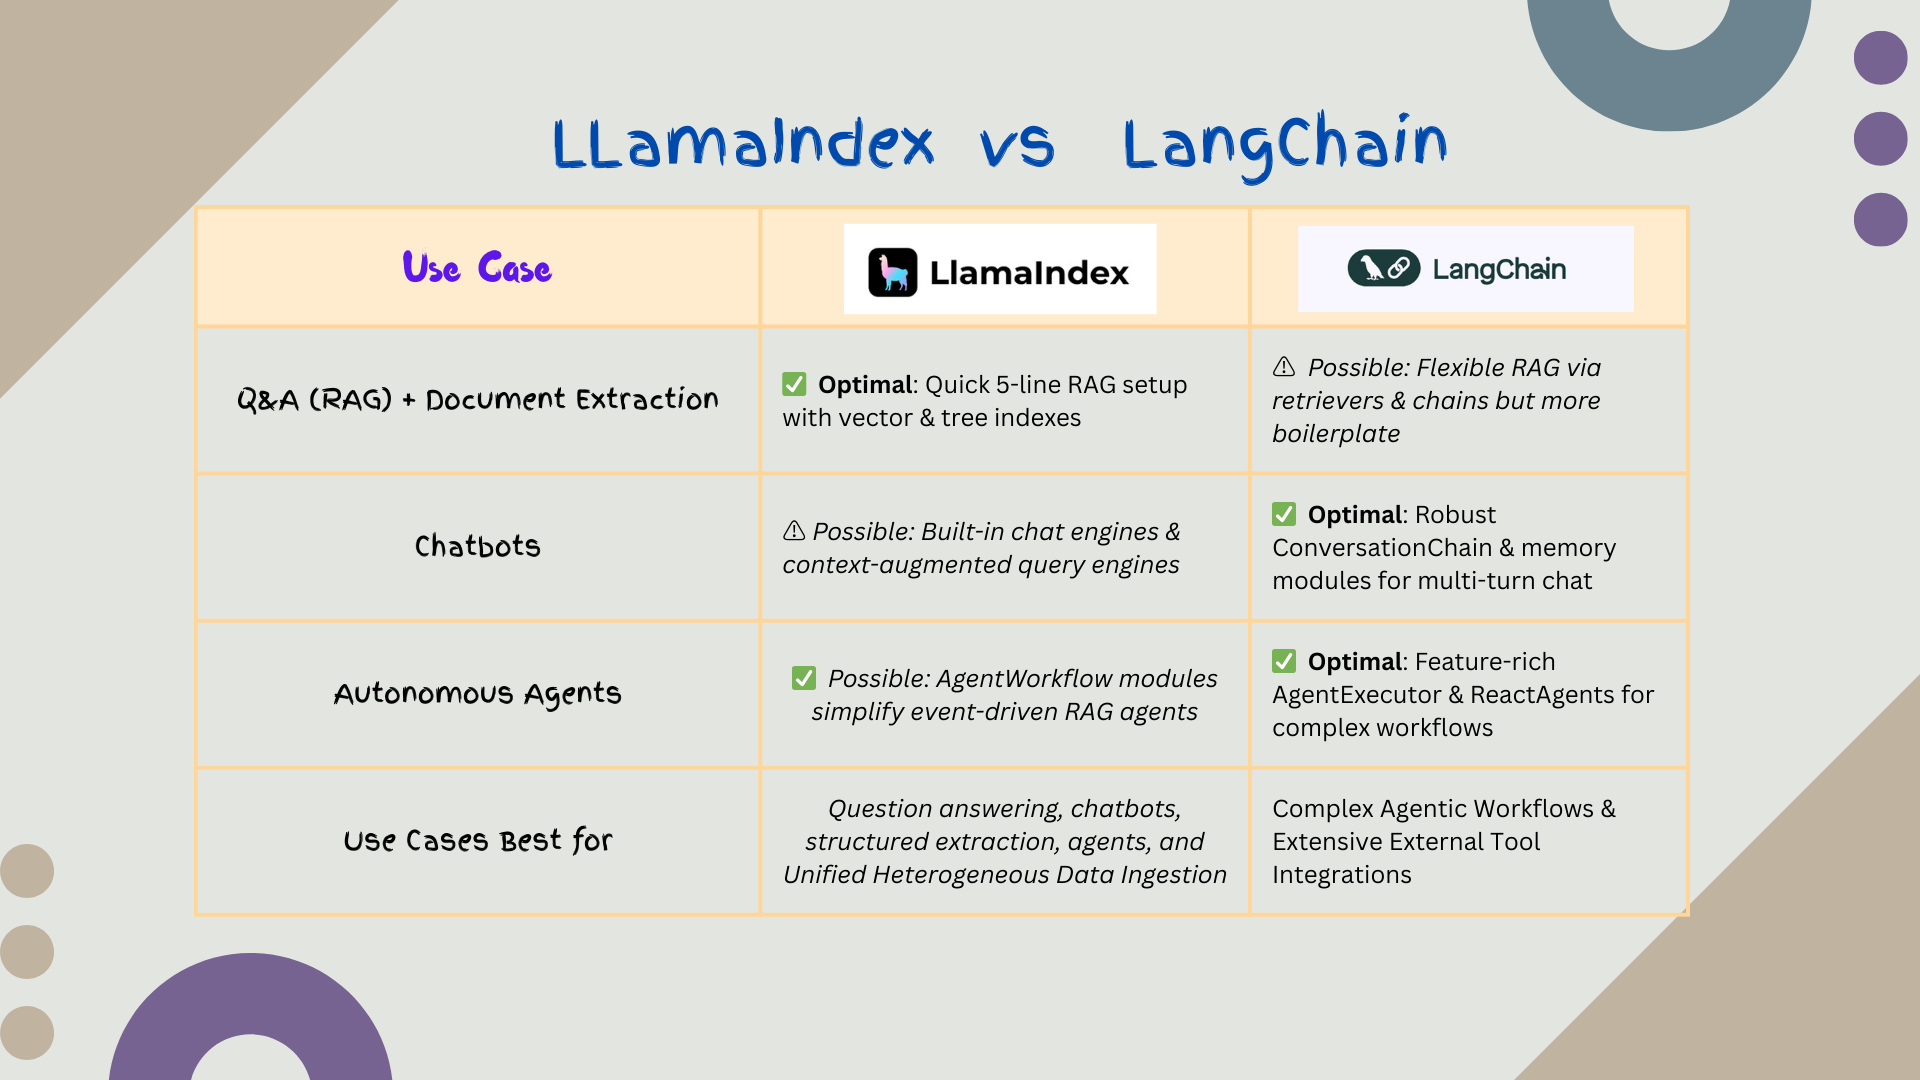 LLamaIndex vs LangChain
Use Case
LlamaIndex
LangChain
Q&A (RAG) + Document Extraction
✅ Optimal: Quick 5-line RAG setup
with vector & tree indexes
⚠ Possible: Flexible RAG via
retrievers & chains but more
boilerplate
Chatbots
⚠ Possible: Built-in chat engines &
context-augmented query engines
✅ Optimal: Robust
ConversationChain & memory
modules for multi-turn chat
Autonomous Agents
✅ Possible: AgentWorkflow modules
simplify event-driven RAG agents
✅ Optimal: Feature-rich
AgentExecutor & ReactAgents for
complex workflows
Use Cases Best for
Question answering, chatbots,
structured extraction, agents, and
Unified Heterogeneous Data Ingestion
Complex Agentic Workflows &
Extensive External Tool
Integrations